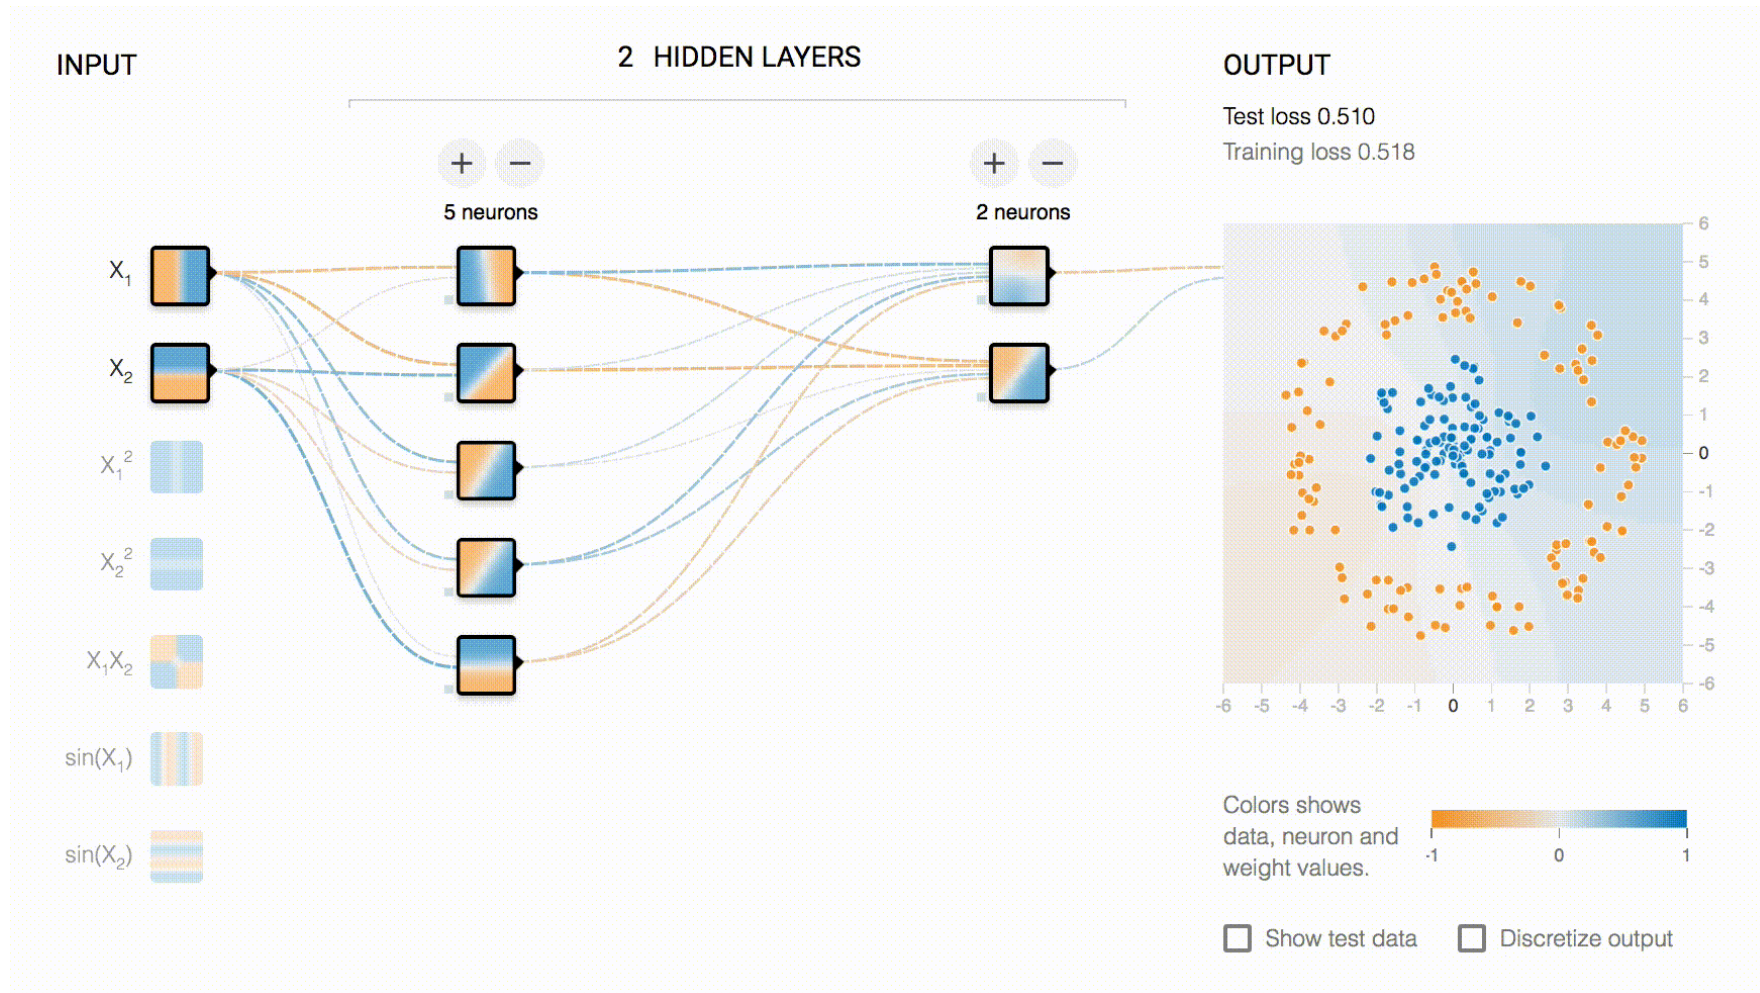 INPUT
2 HIDDEN LAYERS
OUTPUT
Test loss 0.510
Training loss 0.518
+ − + −
5 neurons
2 neurons
X1
X2
X1²
X2²
X1X2
sin(X1)
sin(X2)
6
5
4
3
2
1
0
-1
-2
-3
-4
-5
-6
-6 -5 -4 -3 -2 -1 0 1 2 3 4 5 6
Colors shows
data, neuron and
weight values.
-1 0 1
Show test data
Discretize output